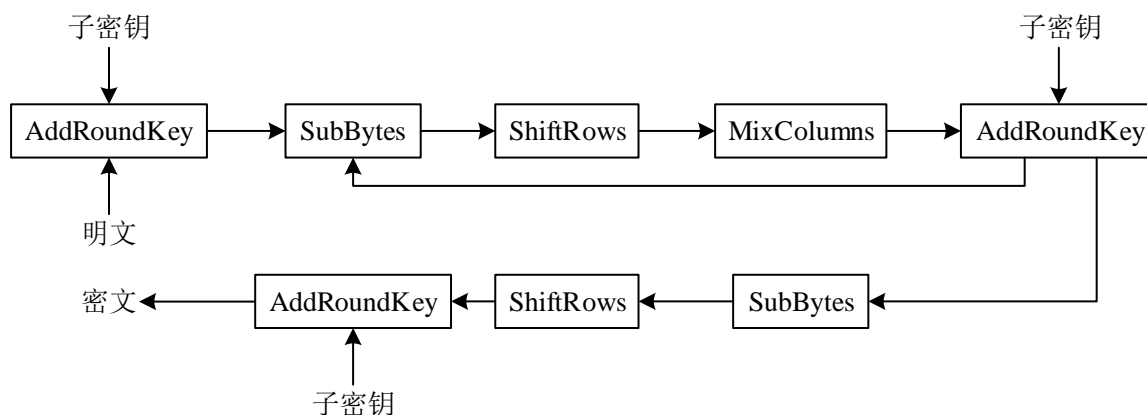 子密钥
子密钥
AddRoundKey
SubBytes
ShiftRows
MixColumns
AddRoundKey
明文
密文
AddRoundKey
ShiftRows
SubBytes
子密钥